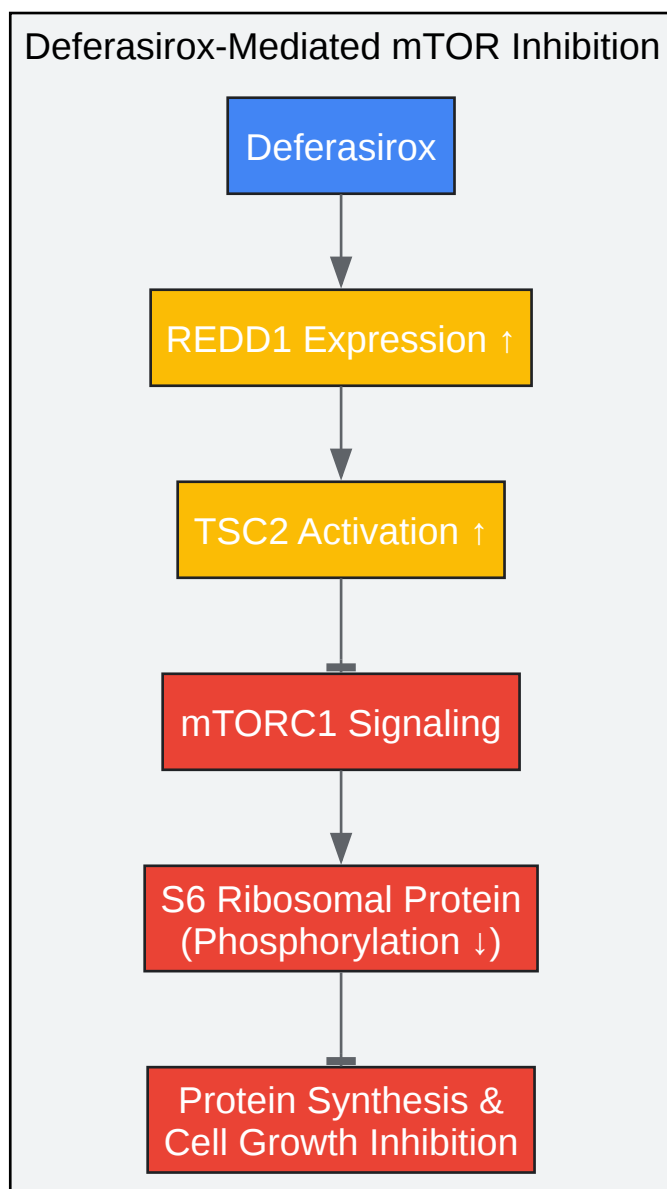 Deferasirox-Mediated mTOR Inhibition
Deferasirox
REDD1 Expression ↑
TSC2 Activation ↑
mTORC1 Signaling
S6 Ribosomal Protein
(Phosphorylation ↓)
Protein Synthesis &
Cell Growth Inhibition